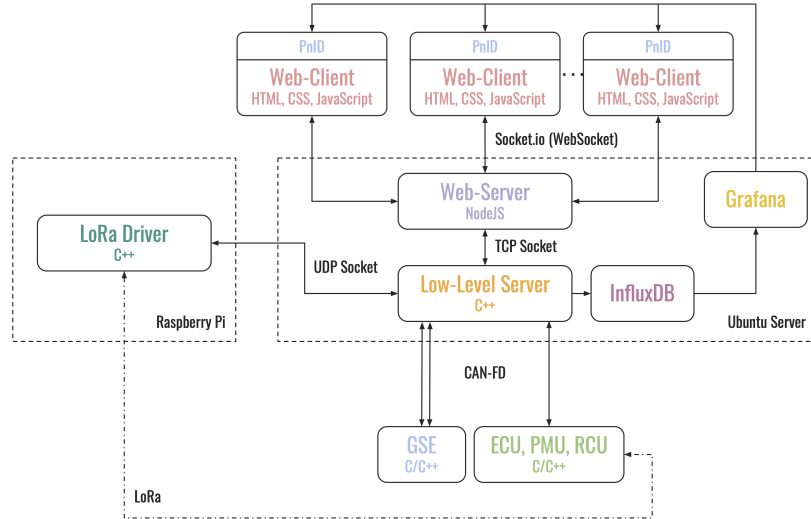 PnID
PnID
PnID
Web-Client
HTML, CSS, JavaScript
Web-Client
HTML, CSS, JavaScript
Web-Client
HTML, CSS, JavaScript
Socket.io (WebSocket)
Web-Server
NodeJS
Grafana
LoRa Driver
C++
TCP Socket
UDP Socket
Low-Level Server
C++
InfluxDB
Raspberry Pi
Ubuntu Server
CAN-FD
GSE
C/C++
ECU, PMU, RCU
C/C++
LoRa